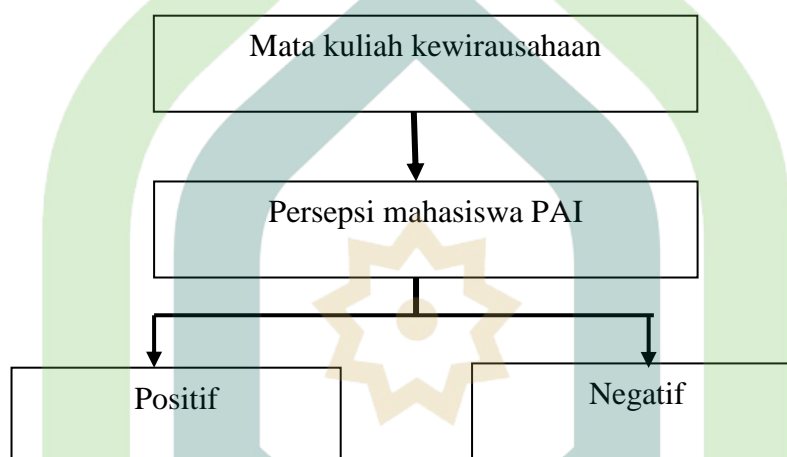 Mata kuliah kewirausahaan
Persepsi mahasiswa PAI
Positif
Negatif